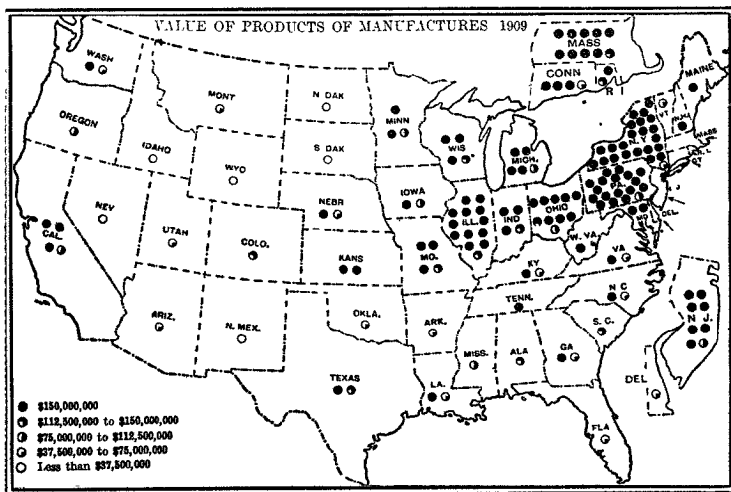 VALUE OF PRODUCTS OF MANUFACTURES 1909
WASH
MONT
N DAK
MINN
MASS
CONN
R
MAINE
OREGON
IDAHO
WYO
S DAK
WIS
MICH.
N.Y.
VT
N.H.
MASS
NEV
UTAH
COLO.
NEBR
IOWA
ILL.
IND
OHIO
PA.
CAL.
KANS
MO.
W. VA.
DEL.
KY
VA
ARIZ.
N. MEX.
OKLA.
ARK.
TENN.
N C
S. C.
N J.
TEXAS
LA.
MISS.
ALA
GA
DEL
FLA
$150,000,000
$112,500,000 to $150,000,000
$75,000,000 to $112,500,000
$37,500,000 to $75,000,000
Less than $37,500,000